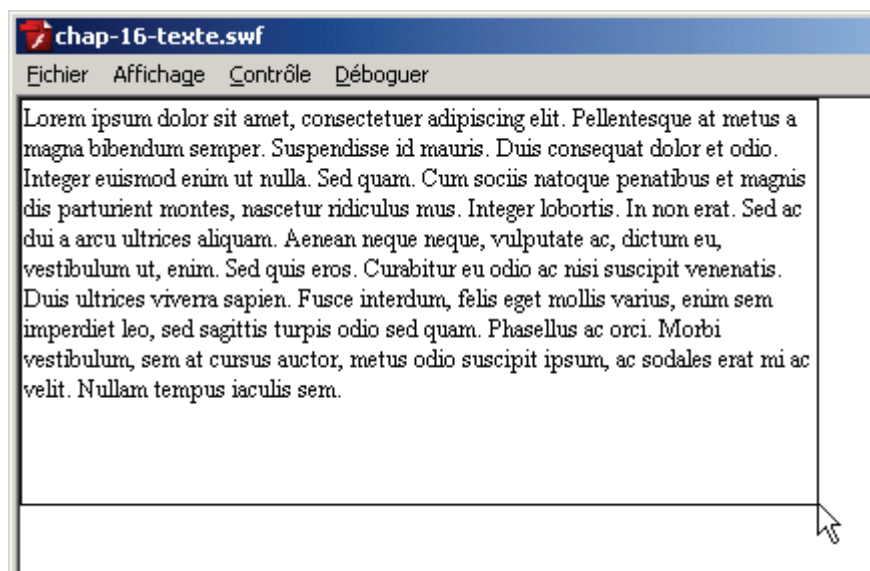 chap-16-texte.swf
Fichier Affichage Contrôle Déboguer
Lorem ipsum dolor sit amet, consectetuer adipiscing elit. Pellentesque at metus a
magna bibendum semper. Suspendisse id mauris. Duis consequat dolor et odio.
Integer euismod enim ut nulla. Sed quam. Cum sociis natoque penatibus et magnis
dis parturient montes, nascetur ridiculus mus. Integer lobortis. In non erat. Sed ac
dui a arcu ultrices aliquam. Aenean neque neque, vulputate ac, dictum eu,
vestibulum ut, enim. Sed quis eros. Curabitur eu odio ac nisi suscipit venenatis.
Duis ultrices viverra sapien. Fusce interdum, felis eget mollis varius, enim sem
imperdiet leo, sed sagittis turpis odio sed quam. Phasellus ac orci. Morbi
vestibulum, sem at cursus auctor, metus odio suscipit ipsum, ac sodales erat mi ac
velit. Nullam tempus iaculis sem.